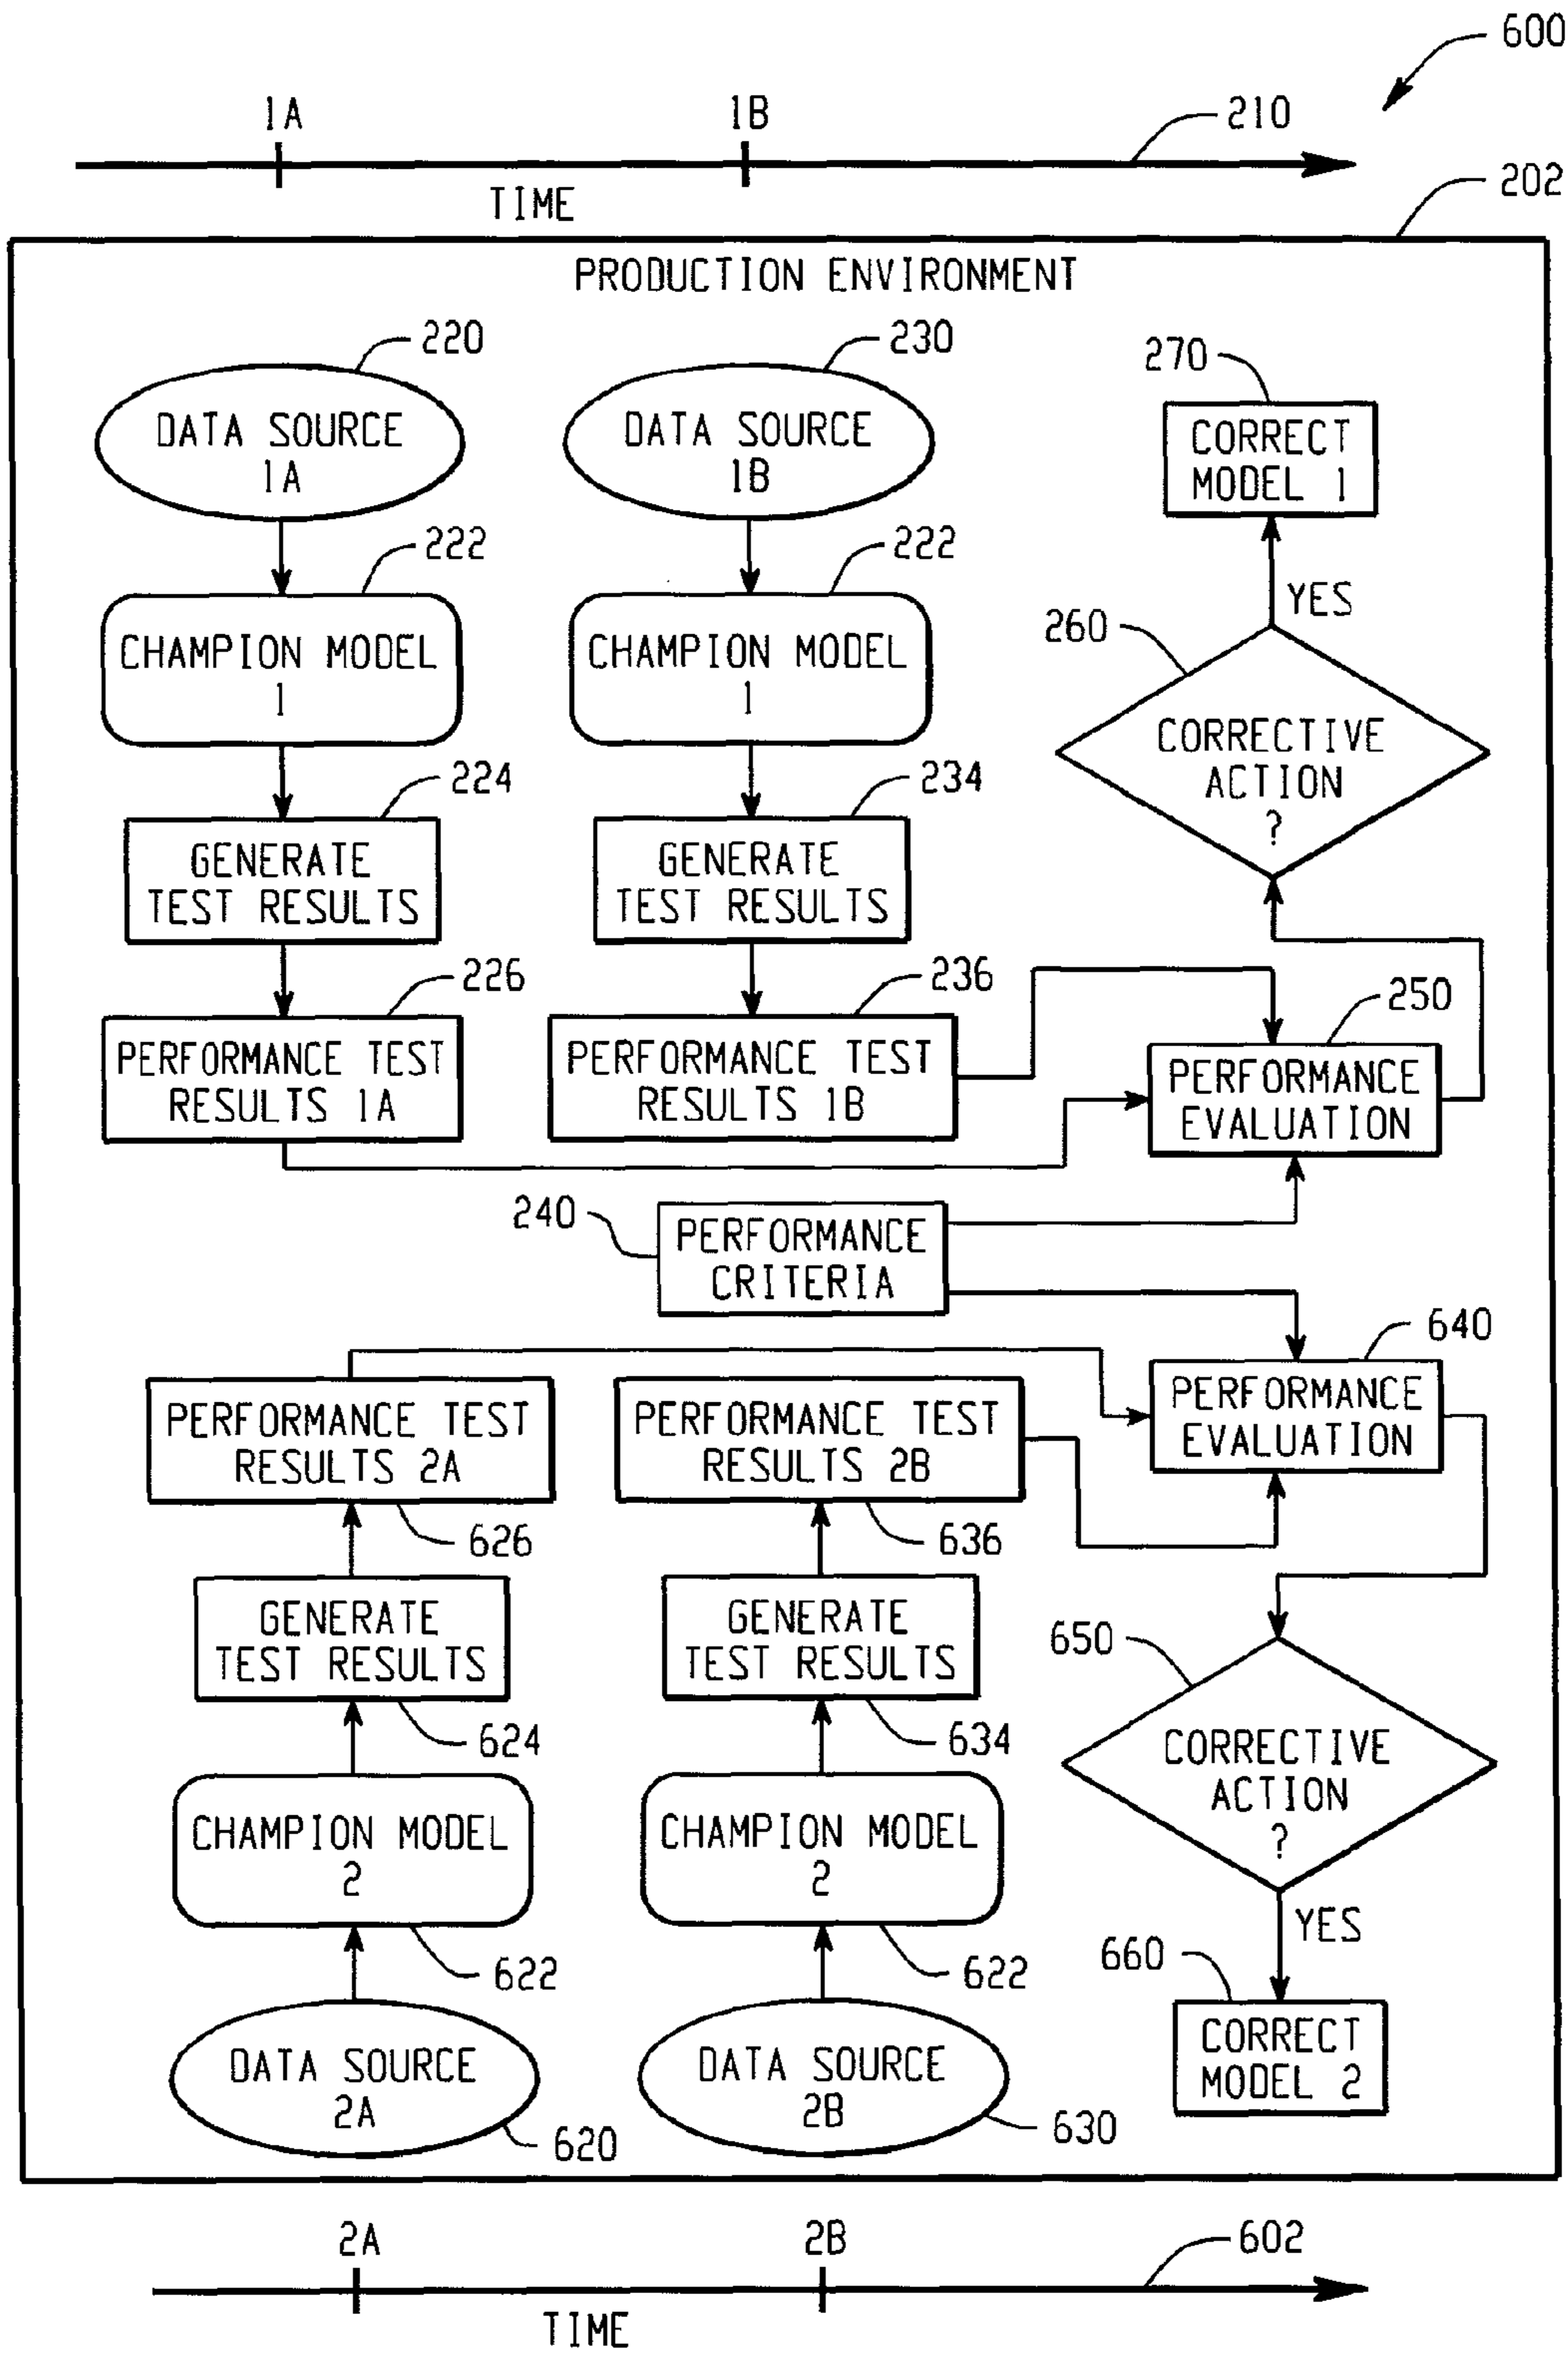 600
1A
1B
210
TIME
202
PRODUCTION ENVIRONMENT
220
230
270
DATA SOURCE
1A
DATA SOURCE
1B
CORRECT
MODEL 1
222
222
YES
260
CHAMPION MODEL
1
CHAMPION MODEL
1
CORRECTIVE
ACTION
?
224
234
GENERATE
TEST RESULTS
GENERATE
TEST RESULTS
226
236
250
PERFORMANCE TEST
RESULTS 1A
PERFORMANCE TEST
RESULTS 1B
PERFORMANCE
EVALUATION
240
PERFORMANCE
CRITERIA
640
PERFORMANCE TEST
RESULTS 2A
PERFORMANCE TEST
RESULTS 2B
PERFORMANCE
EVALUATION
626
636
GENERATE
TEST RESULTS
GENERATE
TEST RESULTS
650
624
634
CORRECTIVE
ACTION
?
CHAMPION MODEL
2
CHAMPION MODEL
2
YES
622
622
660
DATA SOURCE
2A
DATA SOURCE
2B
CORRECT
MODEL 2
620
630
2A
2B
602
TIME